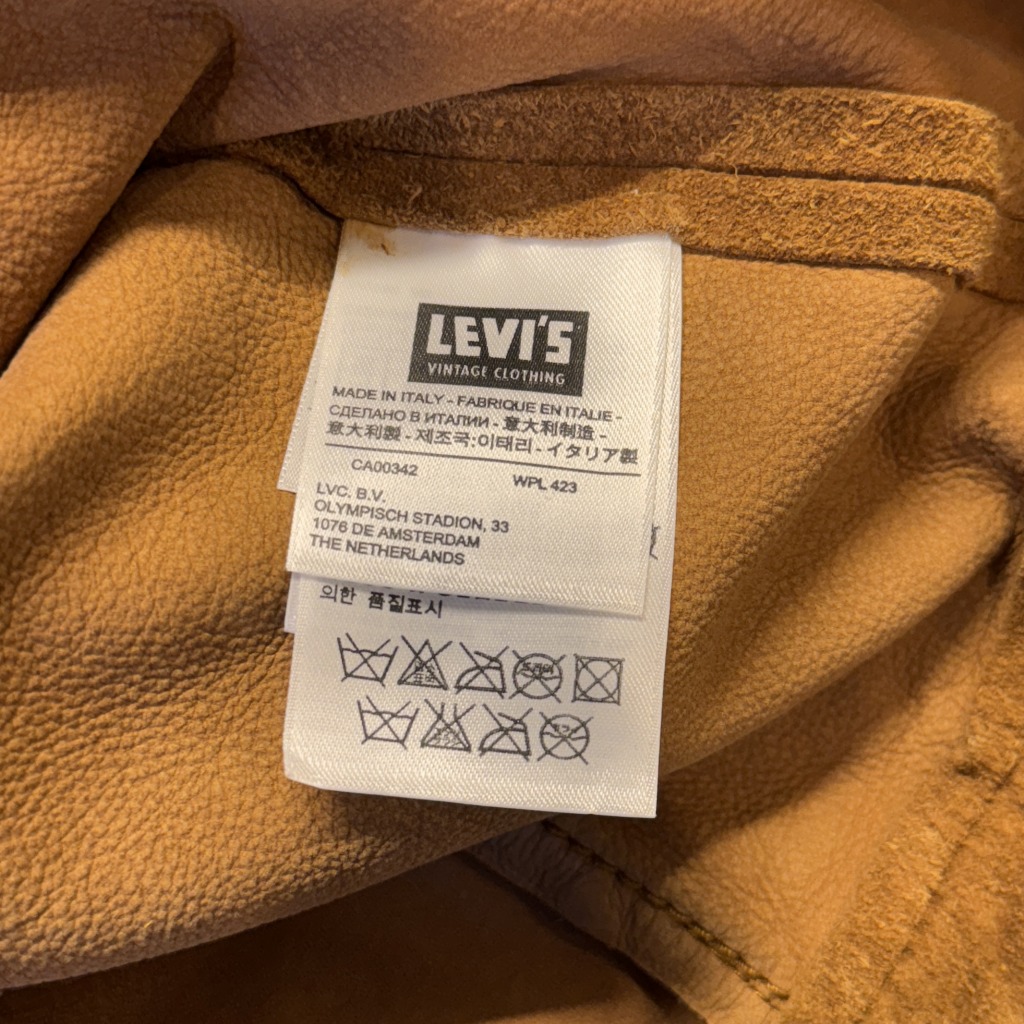 LEVI'S
VINTAGE CLOTHING
MADE IN ITALY - FABRIQUE EN ITALIE -
СДЕЛАНО В ИТАЛИИ - 意大利制造 -
意大利製 - 제조국:이태리 - イタリア製
CA00342 WPL 423
LVC. B.V.
OLYMPISCH STADION, 33
1076 DE AMSTERDAM
THE NETHERLANDS
의한 품질표시